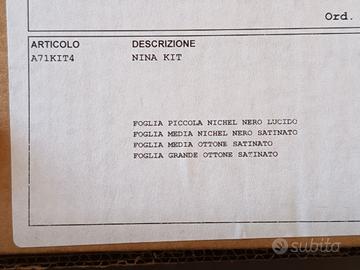 Ord.
ARTICOLO DESCRIZIONE
A71KIT4 NINA KIT
FOGLIA PICCOLA NICHEL NERO LUCIDO
FOGLIA MEDIA NICHEL NERO SATINATO
FOGLIA MEDIA OTTONE SATINATO
FOGLIA GRANDE OTTONE SATINATO
subito